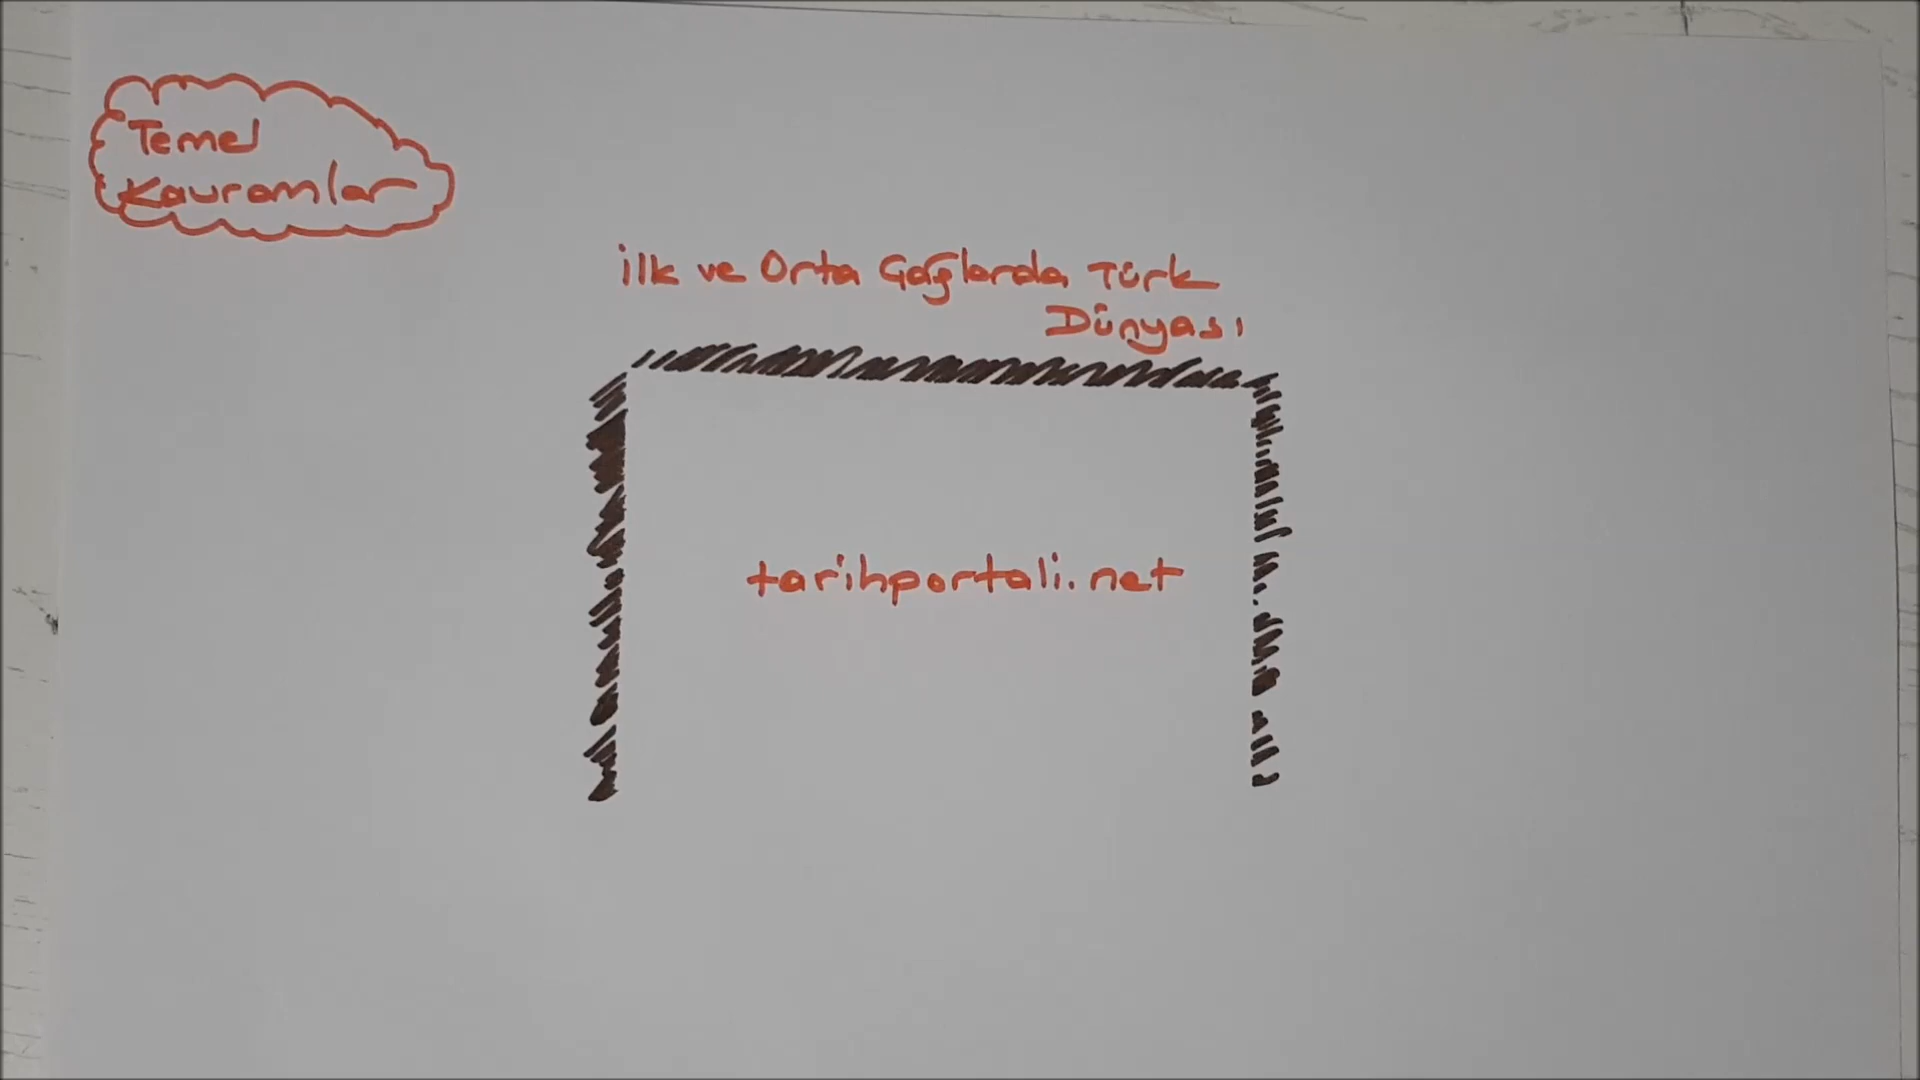 Temel
Kavramlar
İlk ve Orta Çağlarda Türk
Dünyası
tarihportali.net